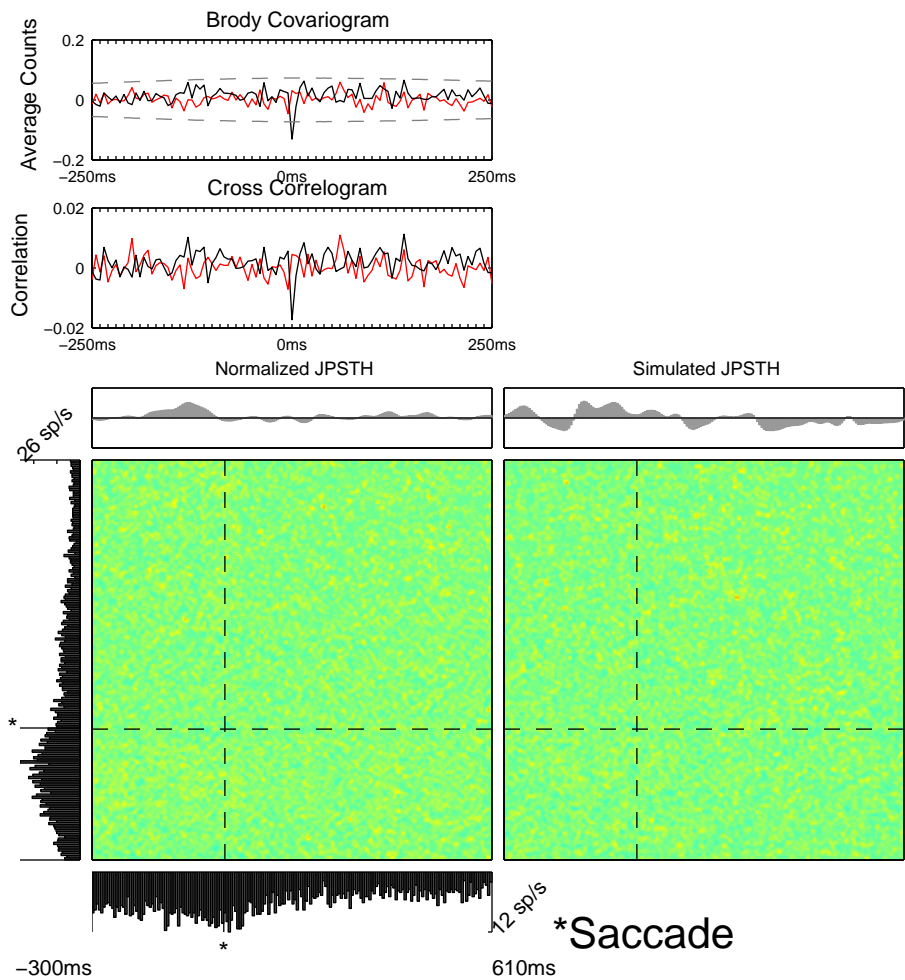 Brody Covariogram
Average Counts
0.2
0
−0.2
−250ms
0ms
250ms
Cross Correlogram
Correlation
0.02
0
−0.02
−250ms
0ms
250ms
Normalized JPSTH
Simulated JPSTH
26 sp/s
*
12 sp/s
*
*Saccade
−300ms
610ms